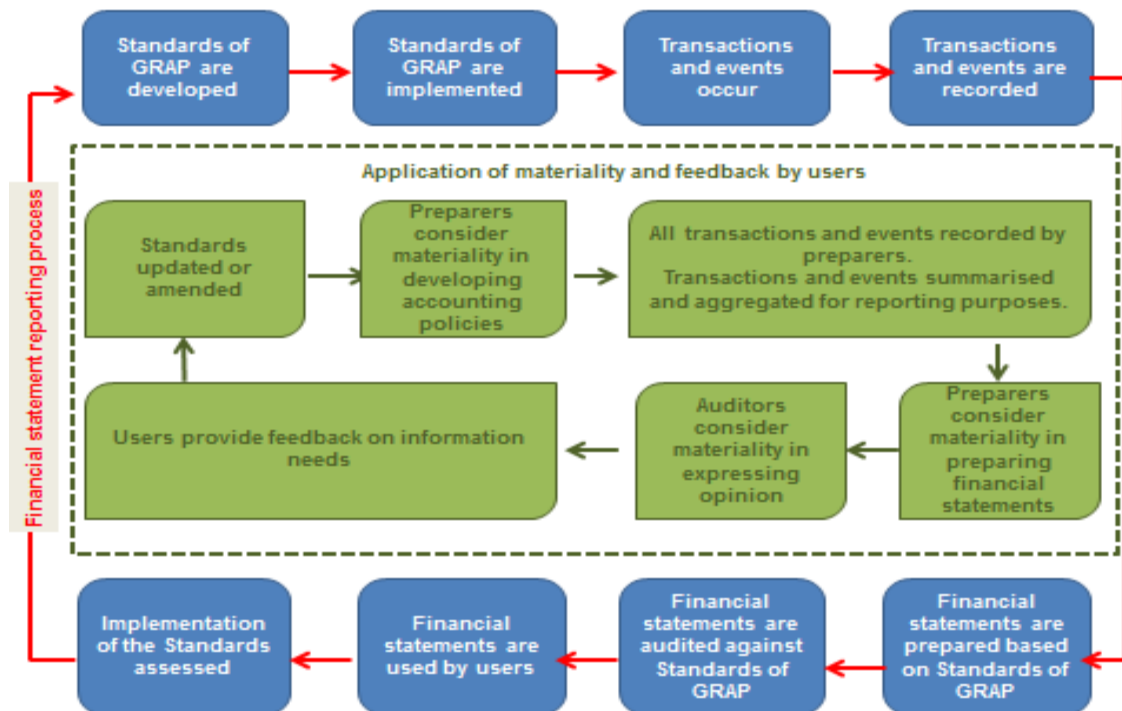 Standards of
GRAP are
developed
Standards of
GRAP are
implemented
Transactions
and events
occur
Transactions
and events are
recorded
Financial statement reporting process
Application of materiality and feedback by users
Standards
updated or
amended
Preparers
consider
materiality in
developing
accounting
policies
All transactions and events recorded by
preparers.
Transactions and events summarised
and aggregated for reporting purposes.
Users provide feedback on information
needs
Auditors
consider
materiality in
expressing
opinion
Preparers
consider
materiality in
preparing
financial
statements
Implementation
of the Standards
assessed
Financial
statements are
used by users
Financial
statements are
audited against
Standards of
GRAP
Financial
statements are
prepared based
on Standards of
GRAP